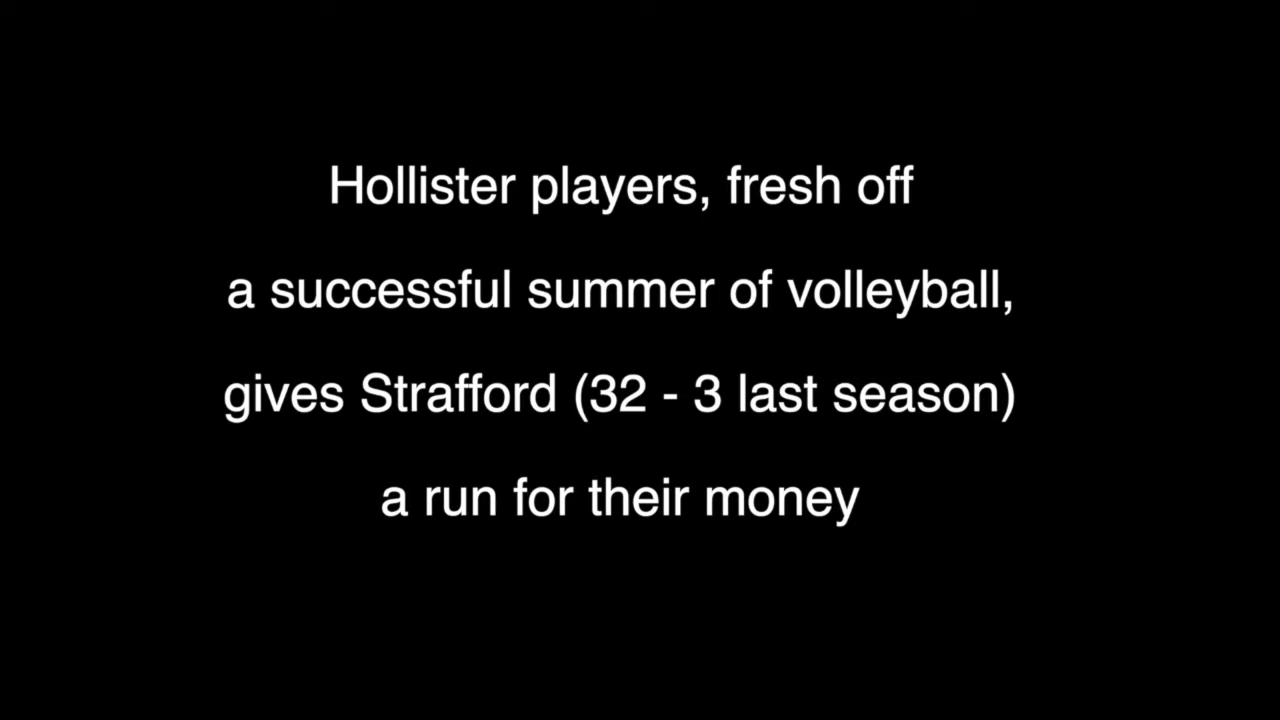 Hollister players, fresh off
a successful summer of volleyball,
gives Strafford (32 - 3 last season)
a run for their money